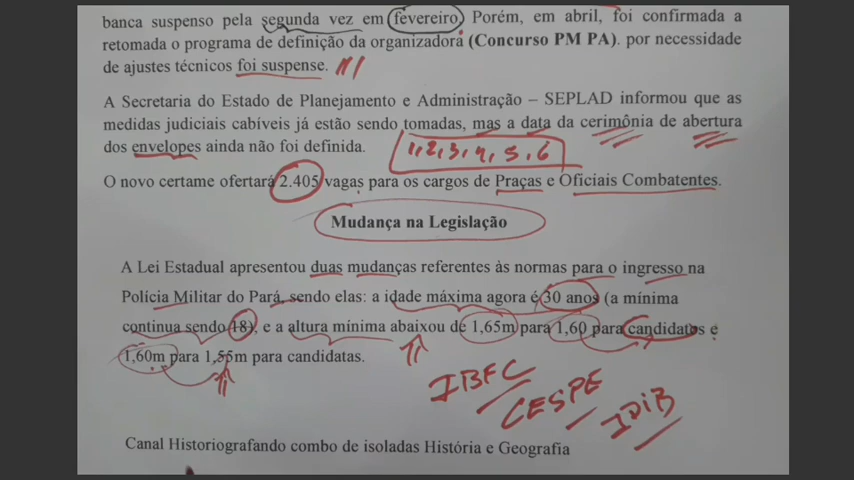 banca suspenso pela segunda vez em fevereiro. Porém, em abril, foi confirmada a
retomada o programa de definição da organizadora (Concurso PM PA). por necessidade
de ajustes técnicos foi suspense.
A Secretaria do Estado de Planejamento e Administração – SEPLAD informou que as
medidas judiciais cabíveis já estão sendo tomadas, mas a data da cerimônia de abertura
dos envelopes ainda não foi definida.
1, 2, 3, 4, 5, 6
O novo certame ofertará 2.405 vagas para os cargos de Praças e Oficiais Combatentes.
Mudança na Legislação
A Lei Estadual apresentou duas mudanças referentes às normas para o ingresso na
Polícia Militar do Pará, sendo elas: a idade máxima agora é 30 anos (a mínima
continua sendo 18), e a altura mínima abaixou de 1,65m para 1,60 para candidatos e
1,60m para 1,55m para candidatas.
IBFC
CESPE
IDIB
Canal Historiografando combo de isoladas História e Geografia